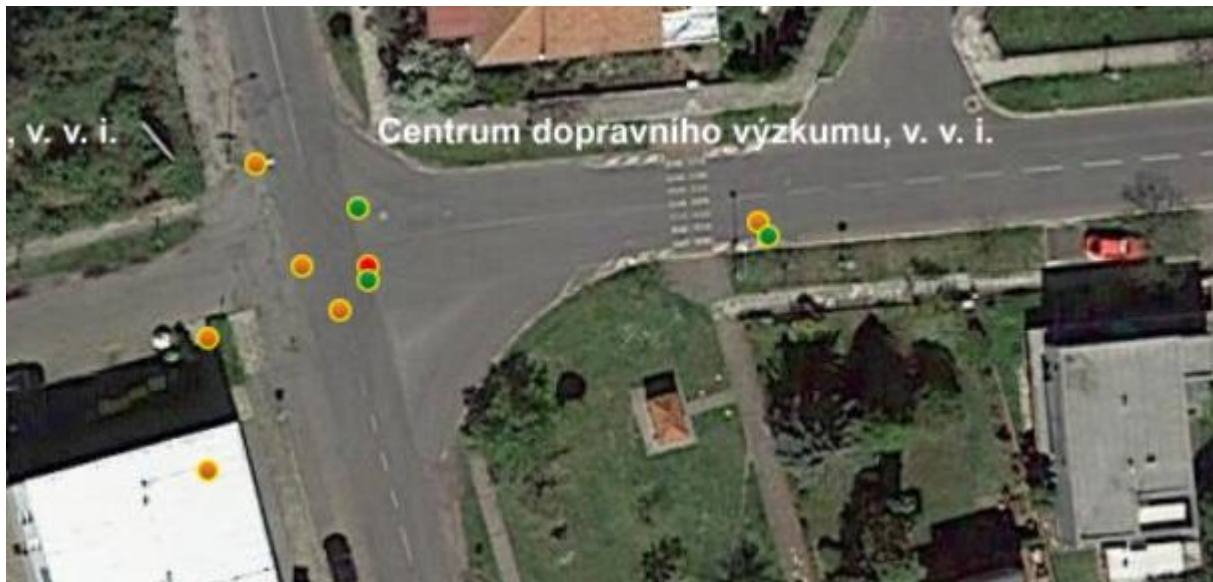 , v. v. i.
Centrum dopravního výzkumu, v. v. i.